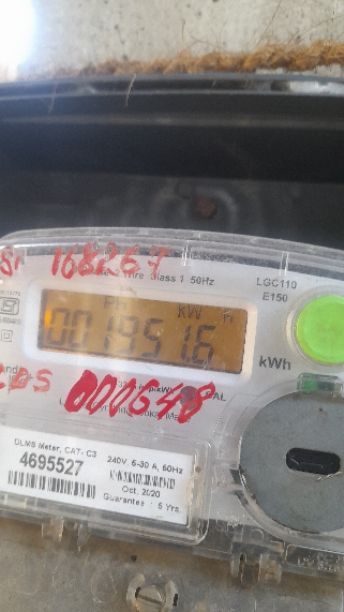 168267
Wire Class 1 50Hz
LGC110
E150
KW h
001951.6
kWh
000648
DLMS Meter, CAT. C3
4695527
240V, 5-30 A, 50Hz
Oct. 2020
Guarantee : 5 Yrs.